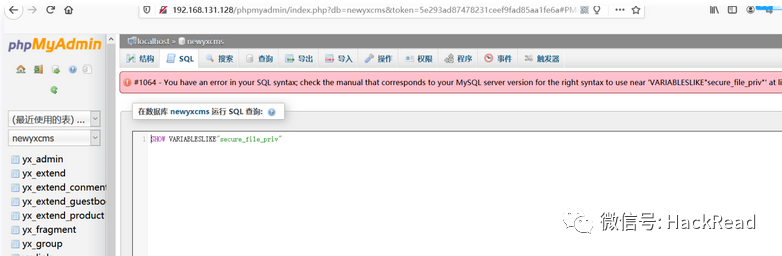 192.168.131.128/phpmyadmin/index.php?db=newyxcms&token=5e293ad87478231ceef9fad85aa1fe6a#PM
phpMyAdmin
localhost » newyxcms
结构 SQL 搜索 查询 导出 导入 操作 权限 程序 事件 触发器
#1064 - You have an error in your SQL syntax; check the manual that corresponds to your MySQL server version for the right syntax to use near 'VARIABLESLIKE"secure_file_priv"' at li
(最近使用的表) ...
newyxcms
在数据库 newyxcms 运行 SQL 查询:
1 SHOW VARIABLESLIKE"secure_file_priv"
yx_admin
yx_extend
yx_extend_conment
yx_extend_guestboo
yx_extend_product
yx_fragment
yx_group
微信号: HackRead